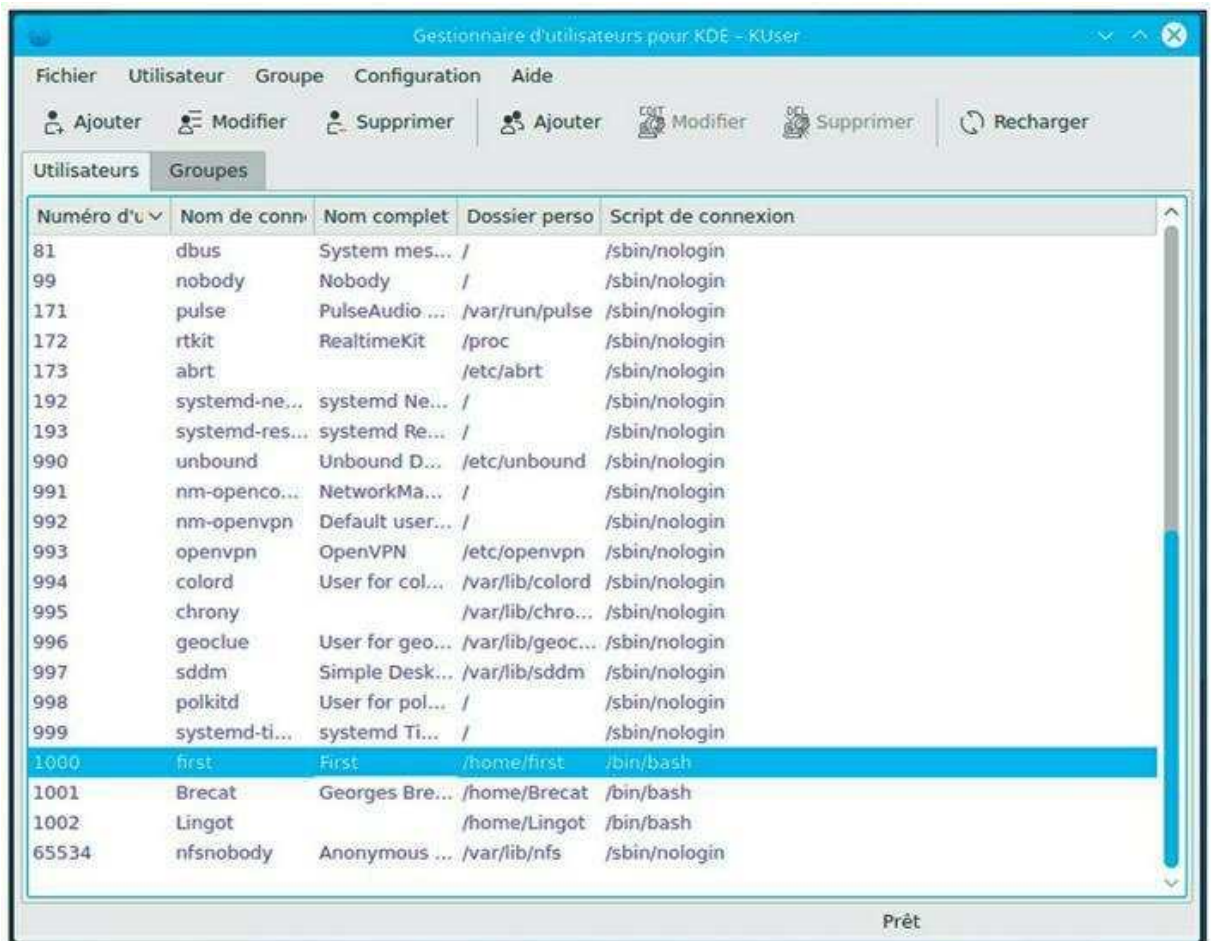 Gestionnaire d'utilisateurs pour KDE – KUser
Fichier Utilisateur Groupe Configuration Aide
Ajouter Modifier Supprimer Ajouter EDIT Modifier DEL Supprimer Recharger
Utilisateurs Groupes
Numéro d'u Nom de conn Nom complet Dossier perso Script de connexion
81 dbus System mes... / /sbin/nologin
99 nobody Nobody / /sbin/nologin
171 pulse PulseAudio ... /var/run/pulse /sbin/nologin
172 rtkit RealtimeKit /proc /sbin/nologin
173 abrt /etc/abrt /sbin/nologin
192 systemd-ne... systemd Ne... / /sbin/nologin
193 systemd-res... systemd Re... / /sbin/nologin
990 unbound Unbound D... /etc/unbound /sbin/nologin
991 nm-openco... NetworkMa... / /sbin/nologin
992 nm-openvpn Default user... / /sbin/nologin
993 openvpn OpenVPN /etc/openvpn /sbin/nologin
994 colord User for col... /var/lib/colord /sbin/nologin
995 chrony /var/lib/chro... /sbin/nologin
996 geoclue User for geo... /var/lib/geoc... /sbin/nologin
997 sddm Simple Desk... /var/lib/sddm /sbin/nologin
998 polkitd User for pol... / /sbin/nologin
999 systemd-ti... systemd Ti... / /sbin/nologin
1000 first First /home/first /bin/bash
1001 Brecat Georges Bre... /home/Brecat /bin/bash
1002 Lingot /home/Lingot /bin/bash
65534 nfsnobody Anonymous ... /var/lib/nfs /sbin/nologin
Prêt